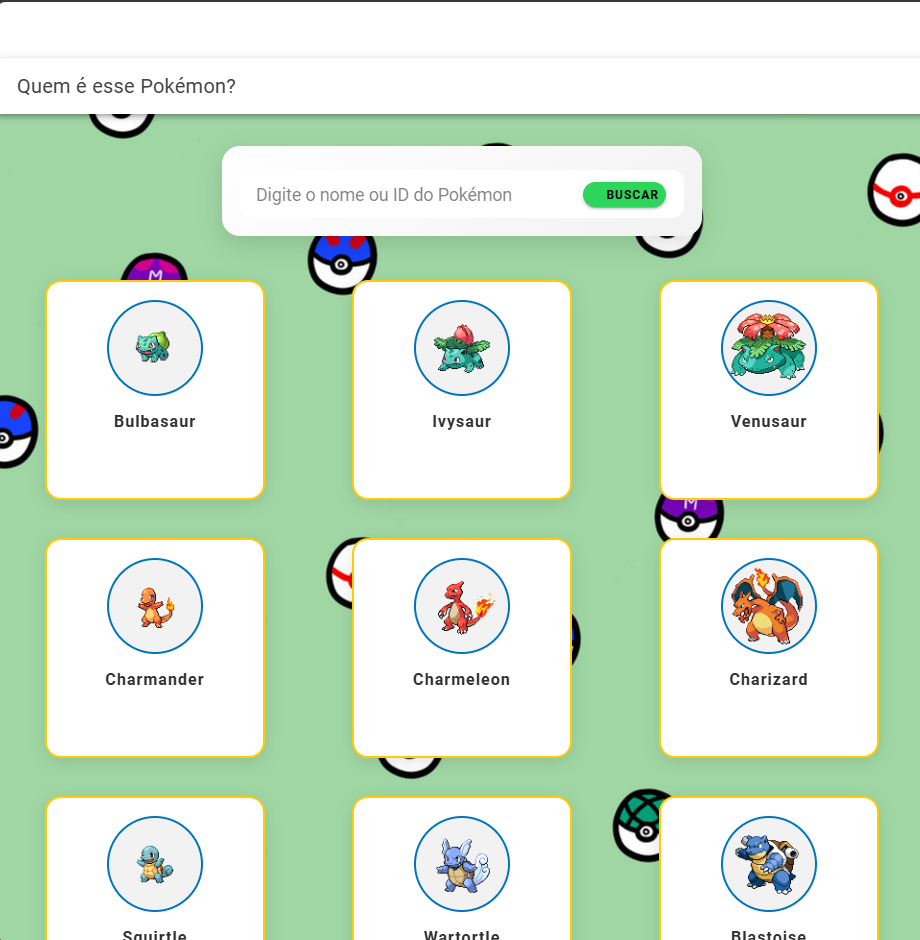 Quem é esse Pokémon?
Digite o nome ou ID do Pokémon
BUSCAR
M
Bulbasaur
Ivysaur
Venusaur
M
Charmander
Charmeleon
Charizard
Squirtle
Wartortle
Blastoise